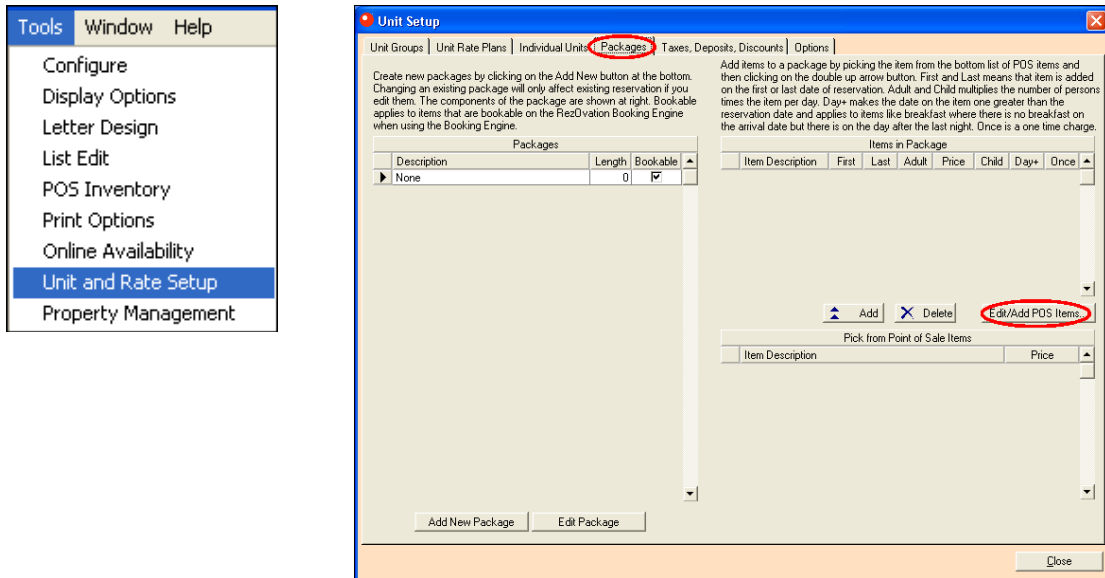 Tools Window Help
Configure
Display Options
Letter Design
List Edit
POS Inventory
Print Options
Online Availability
Unit and Rate Setup
Property Management
Unit Setup
Unit Groups Unit Rate Plans Individual Units Packages Taxes, Deposits, Discounts Options
Create new packages by clicking on the Add New button at the bottom.
Changing an existing package will only affect existing reservation if you
edit them. The components of the package are shown at right. Bookable
applies to items that are bookable on the RezOvation Booking Engine
when using the Booking Engine.
Packages
Description Length Bookable
None 0
Add New Package Edit Package
Add items to a package by picking the item from the bottom list of POS items and
then clicking on the double up arrow button. First and Last means that item is added
on the first or last date of reservation. Adult and Child multiplies the number of persons
times the item per day. Day+ makes the date on the item one greater than the
reservation date and applies to items like breakfast where there is no breakfast on
the arrival date but there is on the day after the last night. Once is a one time charge.
Items in Package
Item Description First Last Adult Price Child Day+ Once
Add Delete Edit/Add POS Items...
Pick from Point of Sale Items
Item Description Price
Close